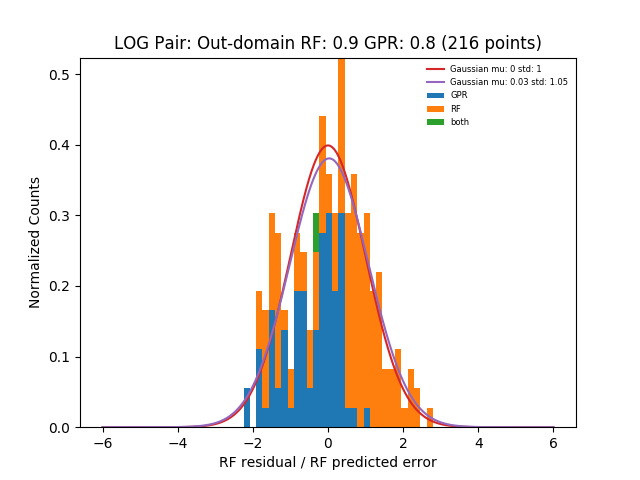 LOG Pair: Out-domain RF: 0.9 GPR: 0.8 (216 points)
Gaussian mu: 0 std: 1
Gaussian mu: 0.03 std: 1.05
GPR
RF
both
Normalized Counts
0.5
0.4
0.3
0.2
0.1
0.0
−6 −4 −2 0 2 4 6
RF residual / RF predicted error